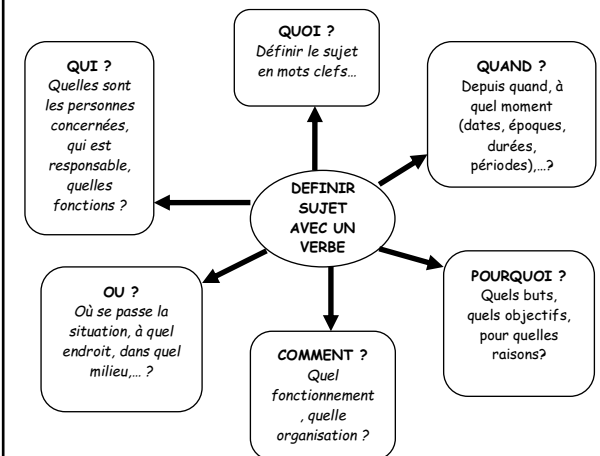 QUOI ?
Définir le sujet
en mots clefs…
QUI ?
Quelles sont
les personnes
concernées,
qui est
responsable,
quelles
fonctions ?
QUAND ?
Depuis quand, à
quel moment
(dates, époques,
durées,
périodes),…?
DEFINIR
SUJET
AVEC UN
VERBE
OU ?
Où se passe la
situation, à quel
endroit, dans quel
milieu,… ?
COMMENT ?
Quel
fonctionnement
, quelle
organisation ?
POURQUOI ?
Quels buts,
quels objectifs,
pour quelles
raisons?